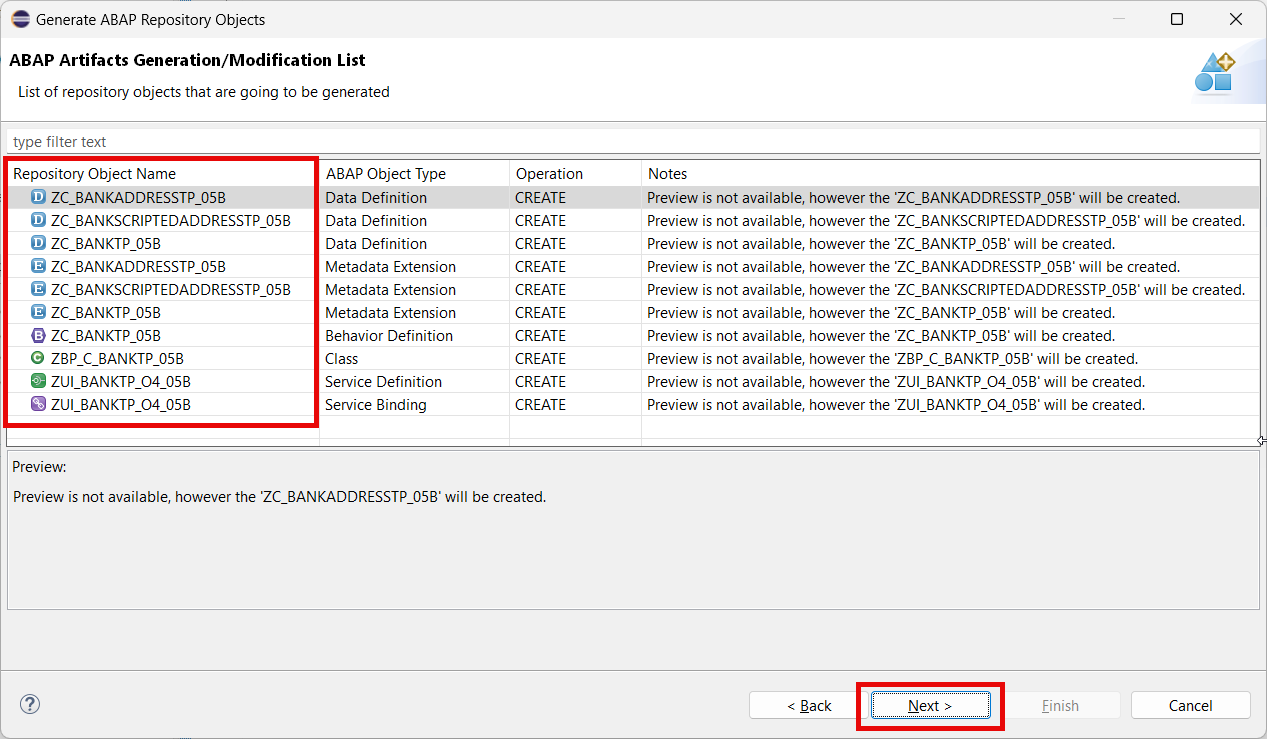 Generate ABAP Repository Objects
ABAP Artifacts Generation/Modification List
List of repository objects that are going to be generated
type filter text
Repository Object Name ABAP Object Type Operation Notes
D ZC_BANKADDRESSTP_05B Data Definition CREATE Preview is not available, however the 'ZC_BANKADDRESSTP_05B' will be created.
D ZC_BANKSCRIPTEDADDRESSTP_05B Data Definition CREATE Preview is not available, however the 'ZC_BANKSCRIPTEDADDRESSTP_05B' will be created.
D ZC_BANKTP_05B Data Definition CREATE Preview is not available, however the 'ZC_BANKTP_05B' will be created.
E ZC_BANKADDRESSTP_05B Metadata Extension CREATE Preview is not available, however the 'ZC_BANKADDRESSTP_05B' will be created.
E ZC_BANKSCRIPTEDADDRESSTP_05B Metadata Extension CREATE Preview is not available, however the 'ZC_BANKSCRIPTEDADDRESSTP_05B' will be created.
E ZC_BANKTP_05B Metadata Extension CREATE Preview is not available, however the 'ZC_BANKTP_05B' will be created.
B ZC_BANKTP_05B Behavior Definition CREATE Preview is not available, however the 'ZC_BANKTP_05B' will be created.
C ZBP_C_BANKTP_05B Class CREATE Preview is not available, however the 'ZBP_C_BANKTP_05B' will be created.
ZUI_BANKTP_O4_05B Service Definition CREATE Preview is not available, however the 'ZUI_BANKTP_O4_05B' will be created.
ZUI_BANKTP_O4_05B Service Binding CREATE Preview is not available, however the 'ZUI_BANKTP_O4_05B' will be created.
Preview:
Preview is not available, however the 'ZC_BANKADDRESSTP_05B' will be created.
? < Back Next > Finish Cancel